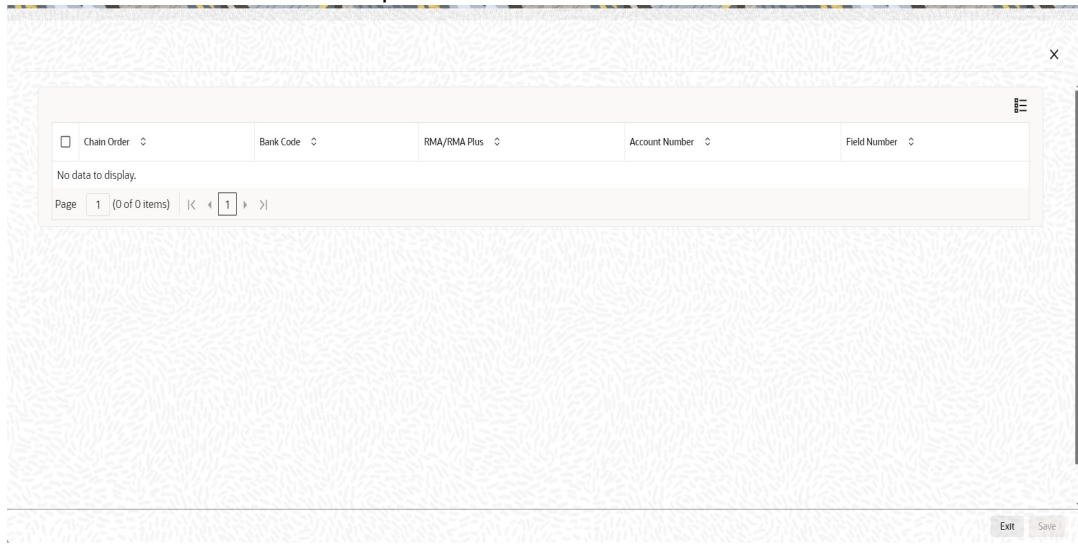 Chain Order Bank Code RMA/RMA Plus Account Number Field Number
No data to display.
Page 1 (0 of 0 items) 1
Exit Save